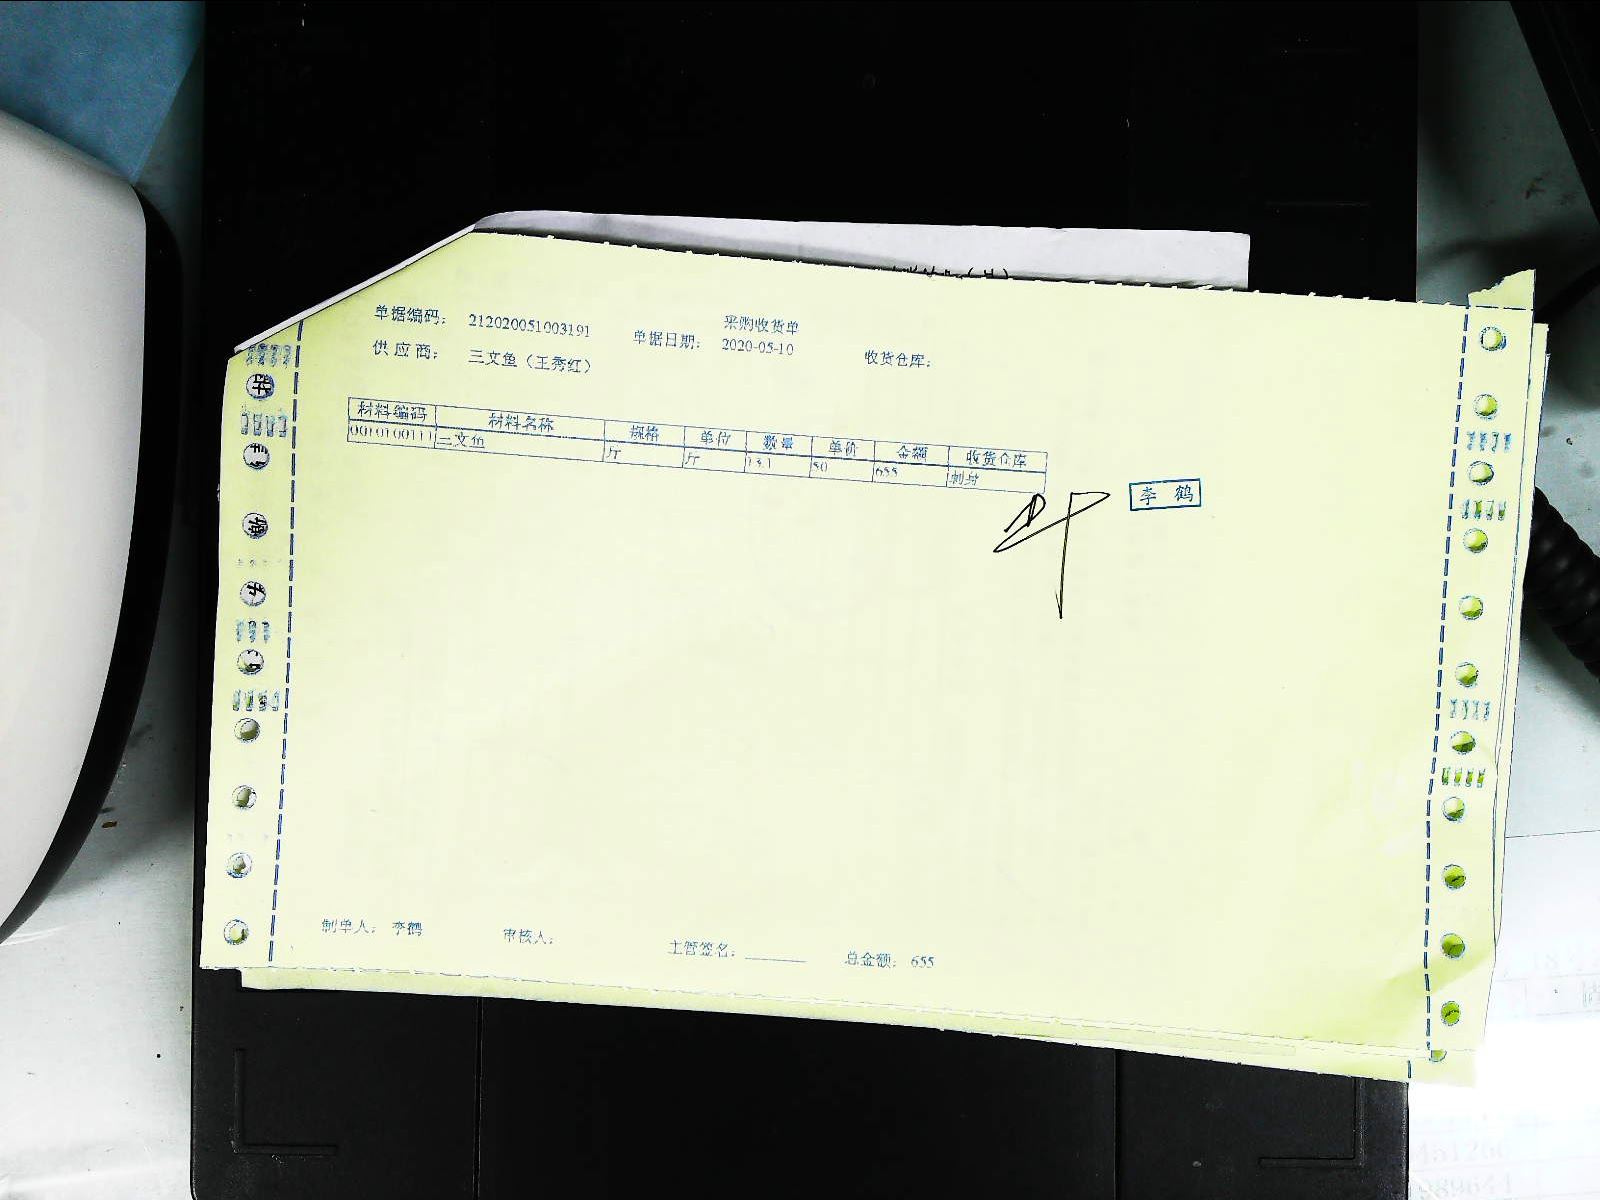 采购收货单
单据编码： 212020051003191 单据日期： 2020-05-10 收货仓库：
供 应 商： 三文鱼（王秀红）
材料编码 材料名称 规格 单位 数量 单价 金额 收货仓库
0010100111 三文鱼 斤 斤 13.1 50 655 刺身
李 鹤
制单人： 李鹤 审核人： 主管签名：________ 总金额： 655